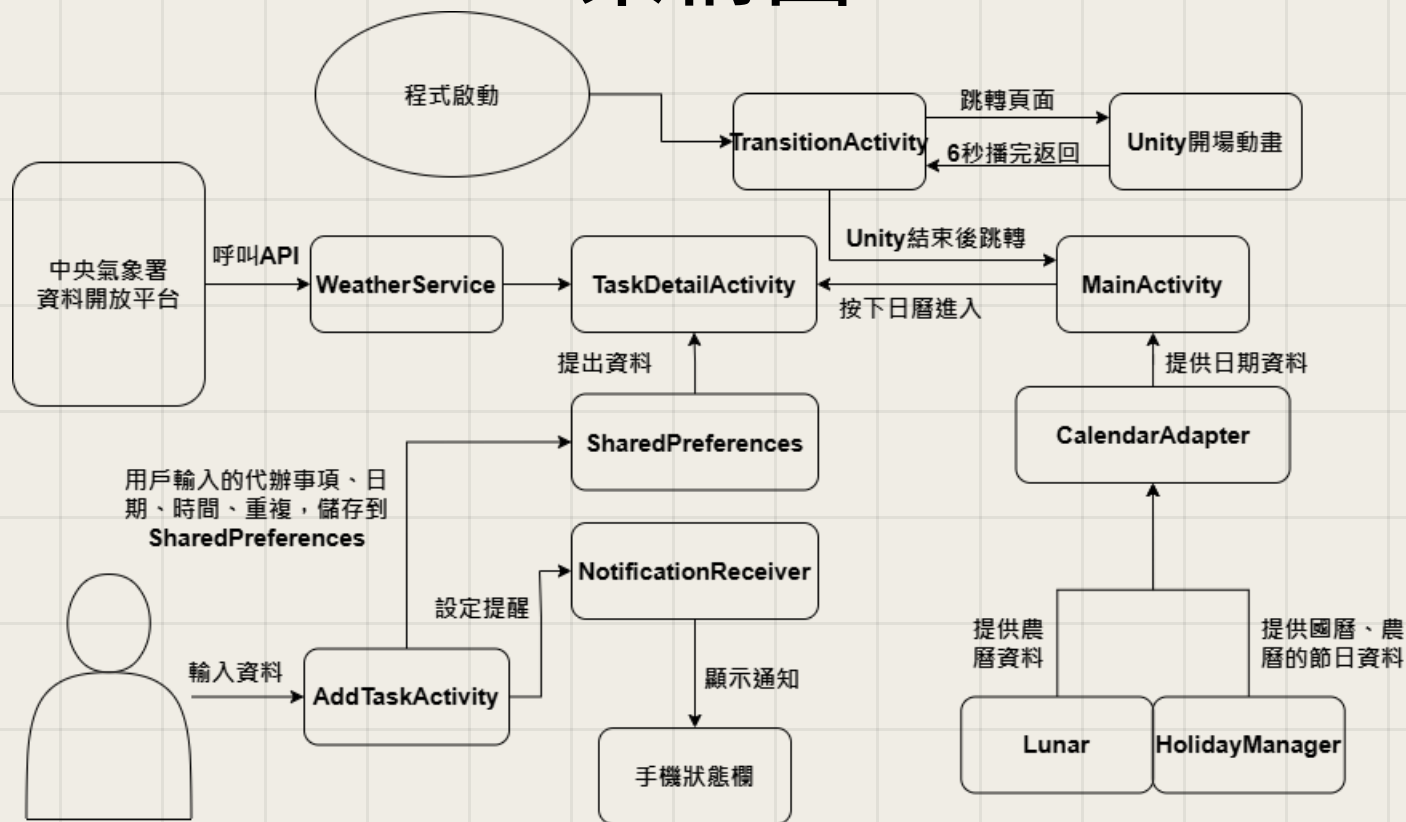 程式啟動
跳轉頁面
TransitionActivity
6秒播完返回
Unity開場動畫
中央氣象署
資料開放平台
呼叫API
WeatherService
TaskDetailActivity
Unity結束後跳轉
MainActivity
按下日曆進入
提出資料
提供日期資料
SharedPreferences
CalendarAdapter
用戶輸入的代辦事項、日
期、時間、重複，儲存到
SharedPreferences
NotificationReceiver
設定提醒
輸入資料
AddTaskActivity
顯示通知
手機狀態欄
提供農
曆資料
提供國曆、農
曆的節日資料
Lunar
HolidayManager